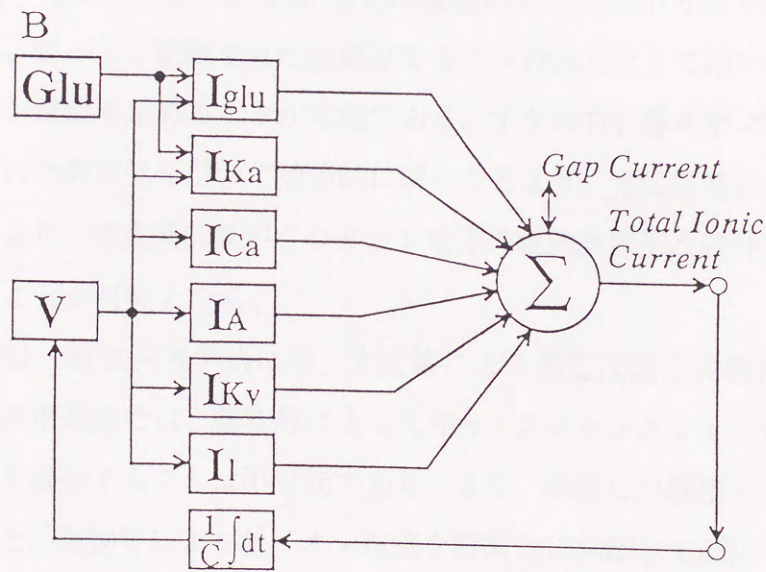 B
Glu
Iglu
IKa
Gap Current
ICa
Total Ionic
Current
Σ
V
IA
IKv
Il
1/C ∫dt